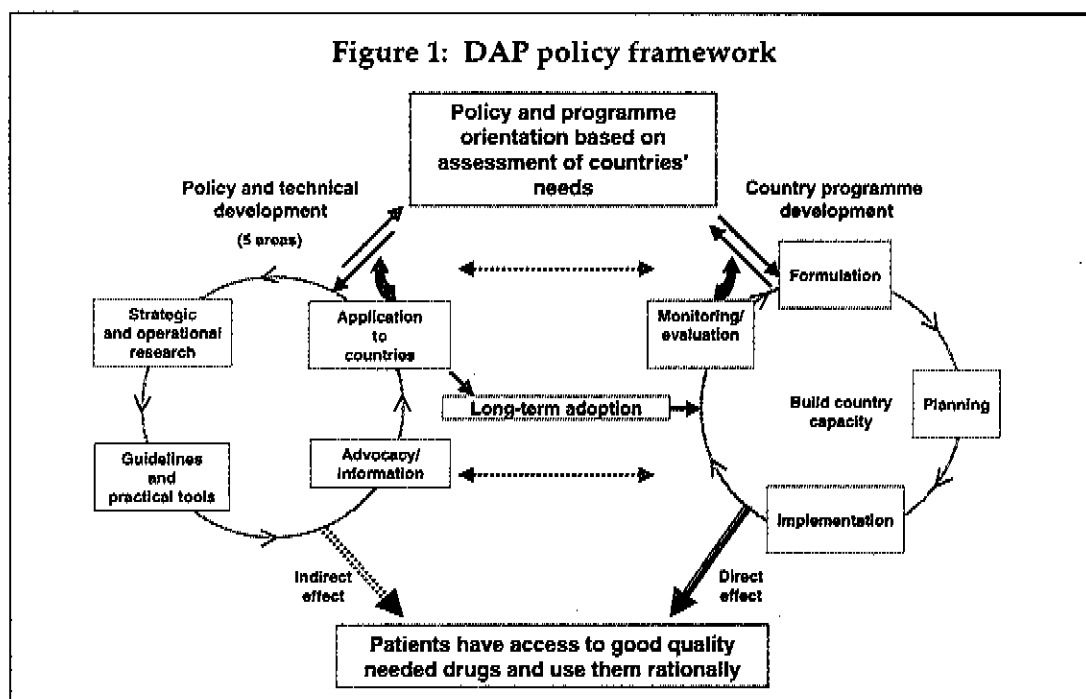 Figure 1: DAP policy framework
Policy and programme
orientation based on
assessment of countries'
needs
Policy and technical
development
(5 areas)
Country programme
development
Strategic
and operational
research
Application
to
countries
Monitoring/
evaluation
Formulation
Long-term adoption
Build country
capacity
Planning
Guidelines
and
practical tools
Advocacy/
information
Implementation
Indirect
effect
Direct
effect
Patients have access to good quality
needed drugs and use them rationally